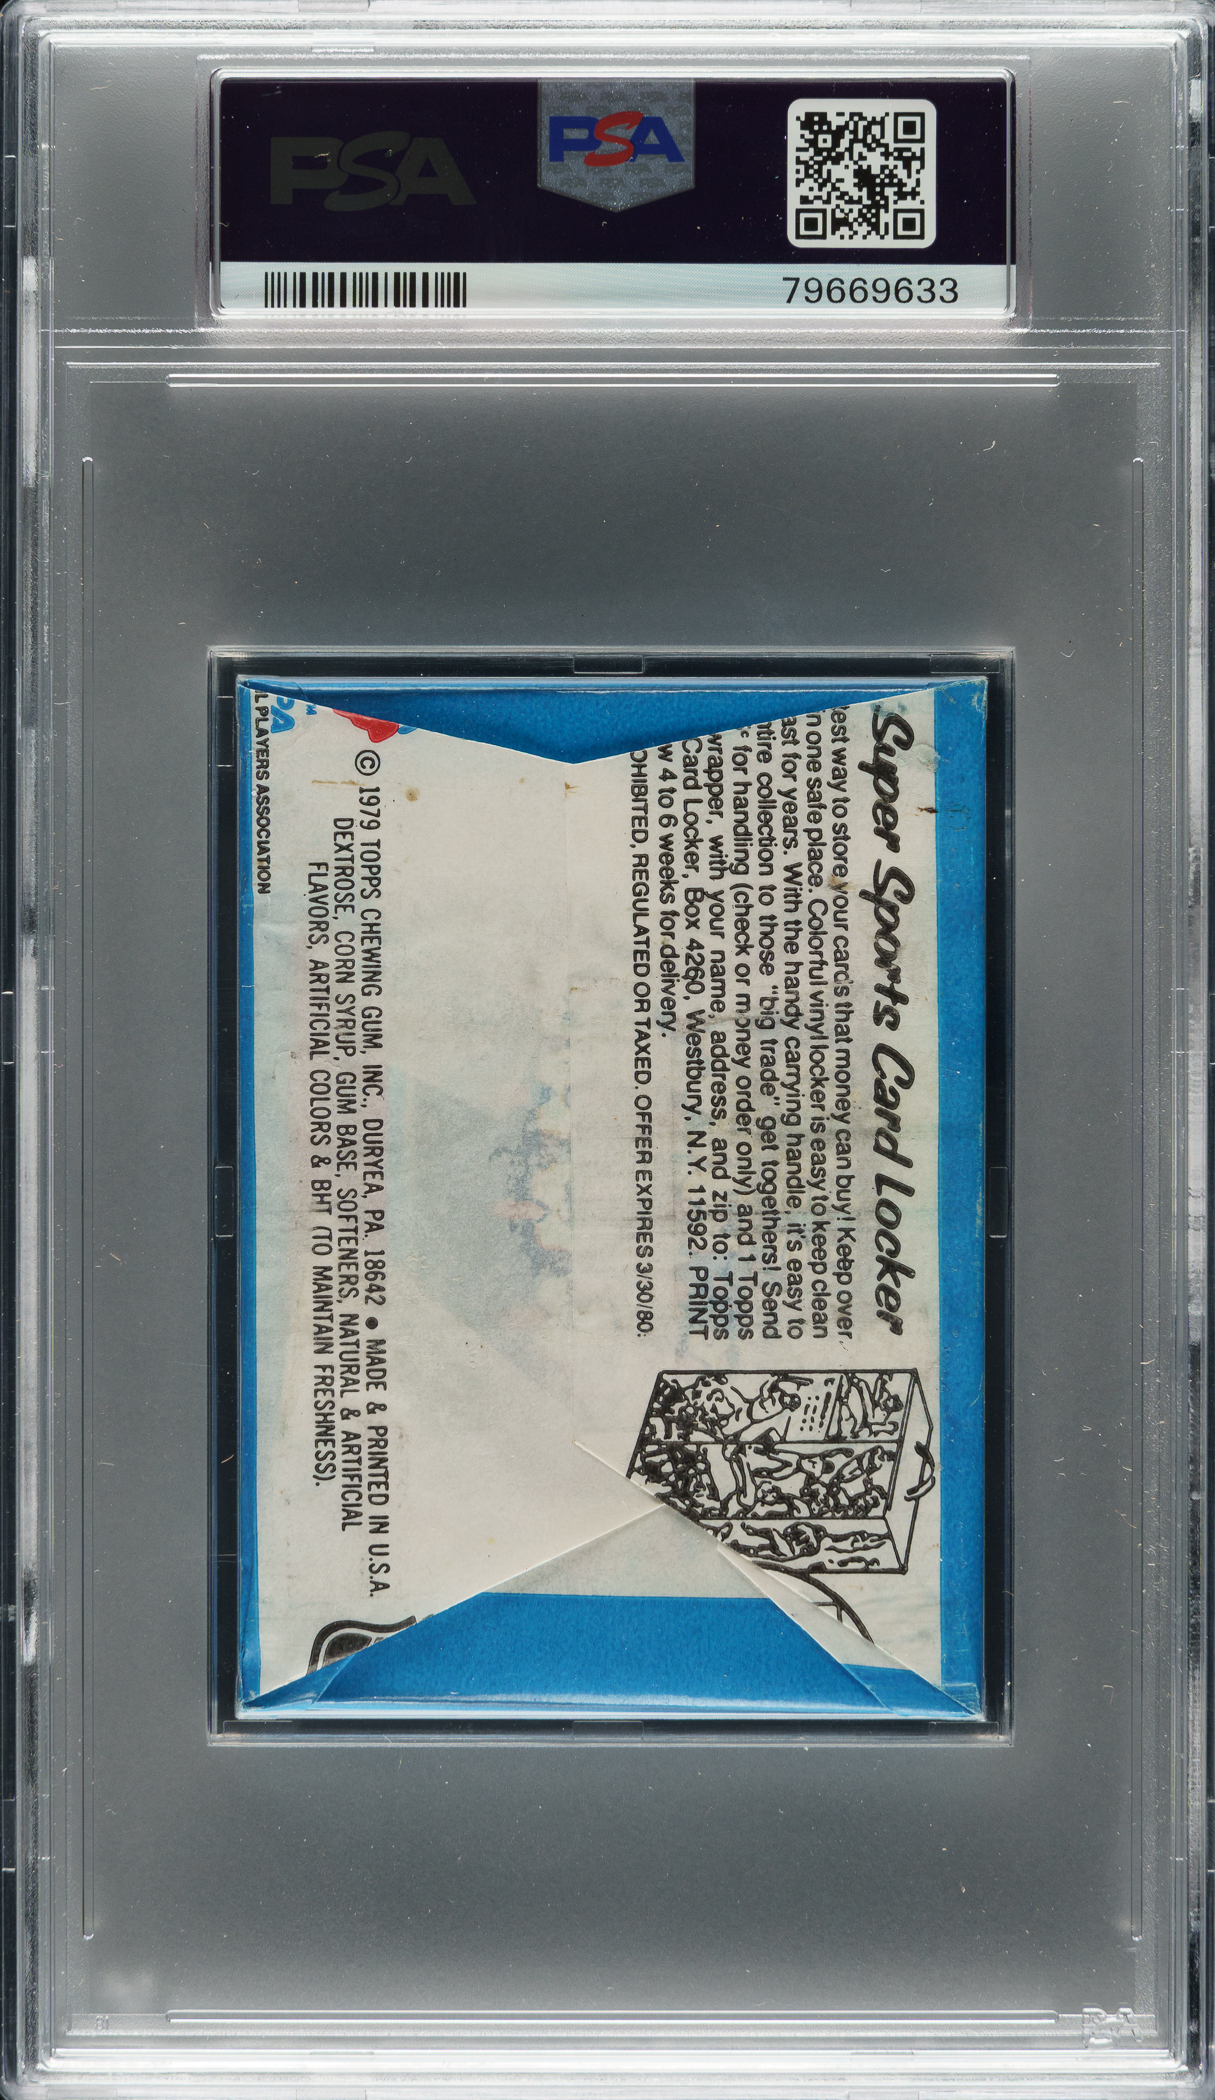 PSA
PSA
79669633
Super Sports Card Locker
est way to store your cards that money can buy! Keep over
in one safe place. Colorful vinyl locker is easy to keep clean
ast for years. With the handy carrying handle, it's easy to
ntire collection to those "big trade" get togethers! Send
¢ for handling (check or money order only) and 1 Topps
wrapper, with your name, address, and zip to: Topps
Card Locker, Box 4260, Westbury, N.Y. 11592. PRINT
w 4 to 6 weeks for delivery.
OHIBITED, REGULATED OR TAXED. OFFER EXPIRES 3/30/80.
© 1979 TOPPS CHEWING GUM, INC., DURYEA, PA. 18642 • MADE & PRINTED IN U.S.A.
DEXTROSE, CORN SYRUP, GUM BASE, SOFTENERS, NATURAL & ARTIFICIAL
FLAVORS, ARTIFICIAL COLORS & BHT (TO MAINTAIN FRESHNESS).
PA
L PLAYERS ASSOCIATION
PSA